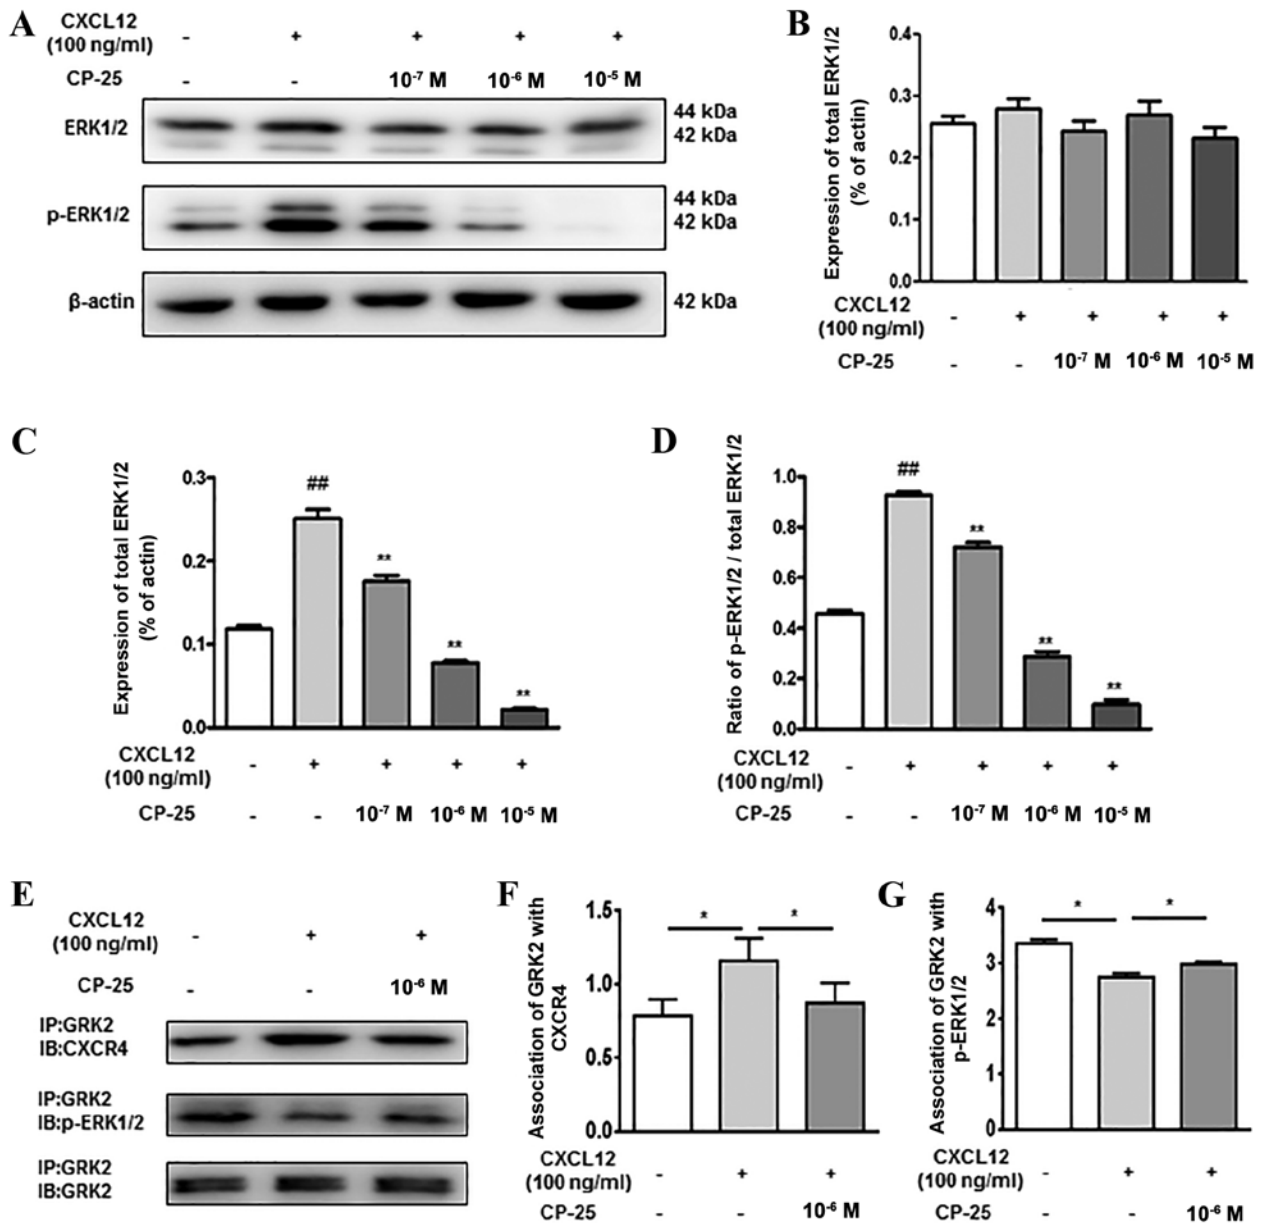 A
CXCL12
(100 ng/ml)
- + + + +
CP-25
- - 10⁻⁷ M 10⁻⁶ M 10⁻⁵ M
ERK1/2
44 kDa
42 kDa
p-ERK1/2
44 kDa
42 kDa
β-actin
42 kDa
B
Expression of total ERK1/2
(% of actin)
0.4
0.3
0.2
0.1
0.0
CXCL12
(100 ng/ml)
- + + + +
CP-25
- - 10⁻⁷ M 10⁻⁶ M 10⁻⁵ M
C
Expression of total ERK1/2
(% of actin)
0.3
0.2
0.1
0.0
##
**
**
**
CXCL12
(100 ng/ml)
- + + + +
CP-25
- - 10⁻⁷ M 10⁻⁶ M 10⁻⁵ M
D
Ratio of p-ERK1/2 / total ERK1/2
1.0
0.8
0.6
0.4
0.2
0.0
##
**
**
**
CXCL12
(100 ng/ml)
- + + + +
CP-25
- - 10⁻⁷ M 10⁻⁶ M 10⁻⁵ M
E
CXCL12
(100 ng/ml)
- + +
CP-25
- - 10⁻⁶ M
IP:GRK2
IB:CXCR4
IP:GRK2
IB:p-ERK1/2
IP:GRK2
IB:GRK2
F
Association of GRK2 with
CXCR4
1.5
1.0
0.5
0.0
* *
CXCL12
(100 ng/ml)
- + +
CP-25
- - 10⁻⁶ M
G
Association of GRK2 with
p-ERK1/2
4
3
2
1
0
* *
CXCL12
(100 ng/ml)
- + +
CP-25
- - 10⁻⁶ M